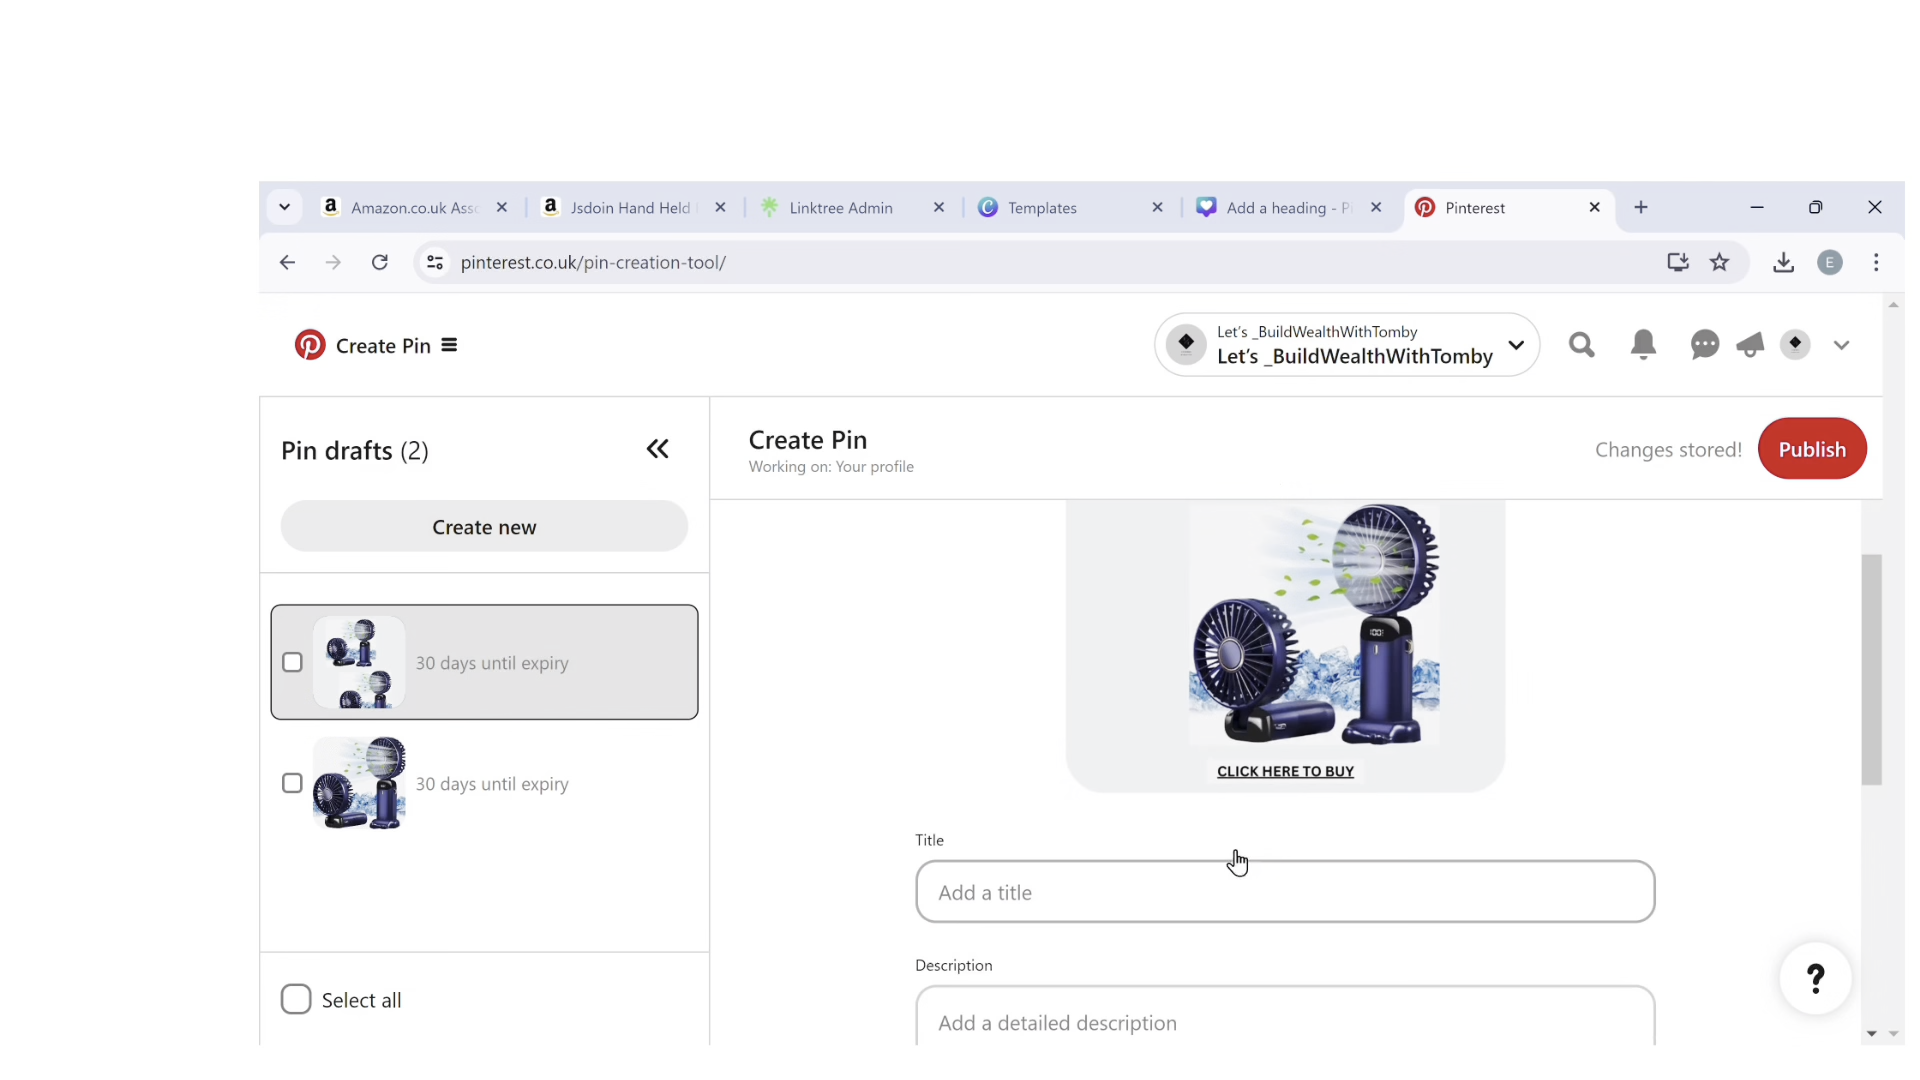 Amazon.co.uk Ass
Jsdoin Hand Held
Linktree Admin
Templates
Add a heading - P
Pinterest
pinterest.co.uk/pin-creation-tool/
E
Create Pin
Let's _BuildWealthWithTomby
Let's _BuildWealthWithTomby
Pin drafts (2)
Create new
30 days until expiry
30 days until expiry
Select all
Create Pin
Working on: Your profile
Changes stored!
Publish
100
CLICK HERE TO BUY
Title
Add a title
Description
Add a detailed description
?